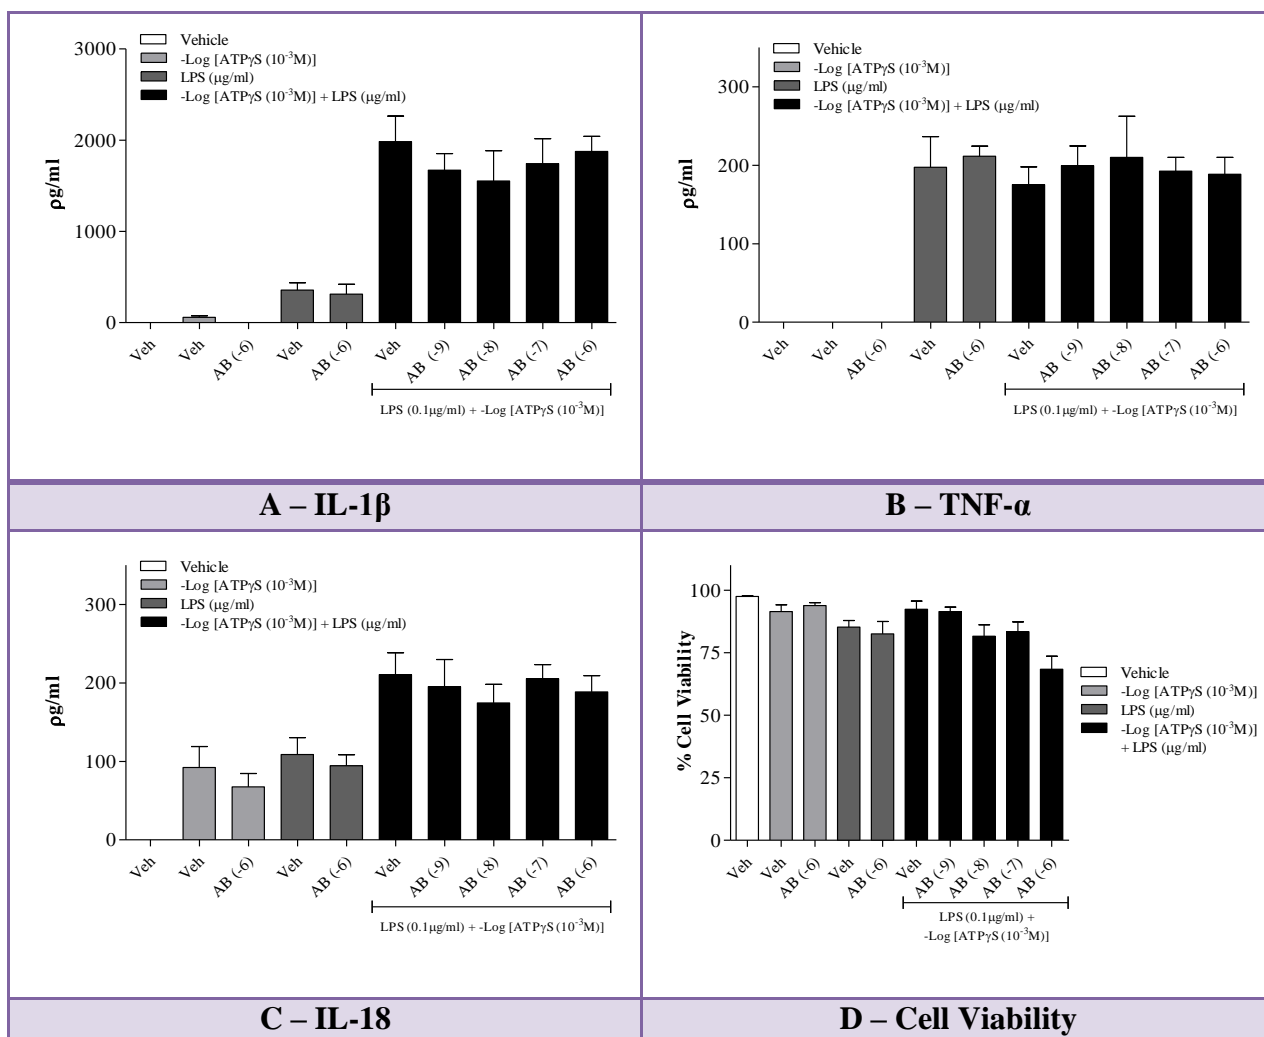 3000
2000
1000
0
ρg/ml
Vehicle
-Log [ATPγS (10⁻³M)]
LPS (μg/ml)
-Log [ATPγS (10⁻³M)] + LPS (μg/ml)
Veh
Veh
AB (-6)
Veh
AB (-6)
Veh
AB (-9)
AB (-8)
AB (-7)
AB (-6)
LPS (0.1μg/ml) + -Log [ATPγS (10⁻³M)]
300
200
100
0
ρg/ml
Vehicle
-Log [ATPγS (10⁻³M)]
LPS (μg/ml)
-Log [ATPγS (10⁻³M)] + LPS (μg/ml)
Veh
Veh
AB (-6)
Veh
AB (-6)
Veh
AB (-9)
AB (-8)
AB (-7)
AB (-6)
LPS (0.1μg/ml) + -Log [ATPγS (10⁻³M)]
A – IL-1β
B – TNF-α
300
200
100
0
ρg/ml
Vehicle
-Log [ATPγS (10⁻³M)]
LPS (μg/ml)
-Log [ATPγS (10⁻³M)] + LPS (μg/ml)
Veh
Veh
AB (-6)
Veh
AB (-6)
Veh
AB (-9)
AB (-8)
AB (-7)
AB (-6)
LPS (0.1μg/ml) + -Log [ATPγS (10⁻³M)]
100
75
50
25
0
% Cell Viability
Veh
Veh
AB (-6)
Veh
AB (-6)
Veh
AB (-9)
AB (-8)
AB (-7)
AB (-6)
LPS (0.1μg/ml) +
-Log [ATPγS (10⁻³M)]
Vehicle
-Log [ATPγS (10⁻³M)]
LPS (μg/ml)
-Log [ATPγS (10⁻³M)]
+ LPS (μg/ml)
C – IL-18
D – Cell Viability